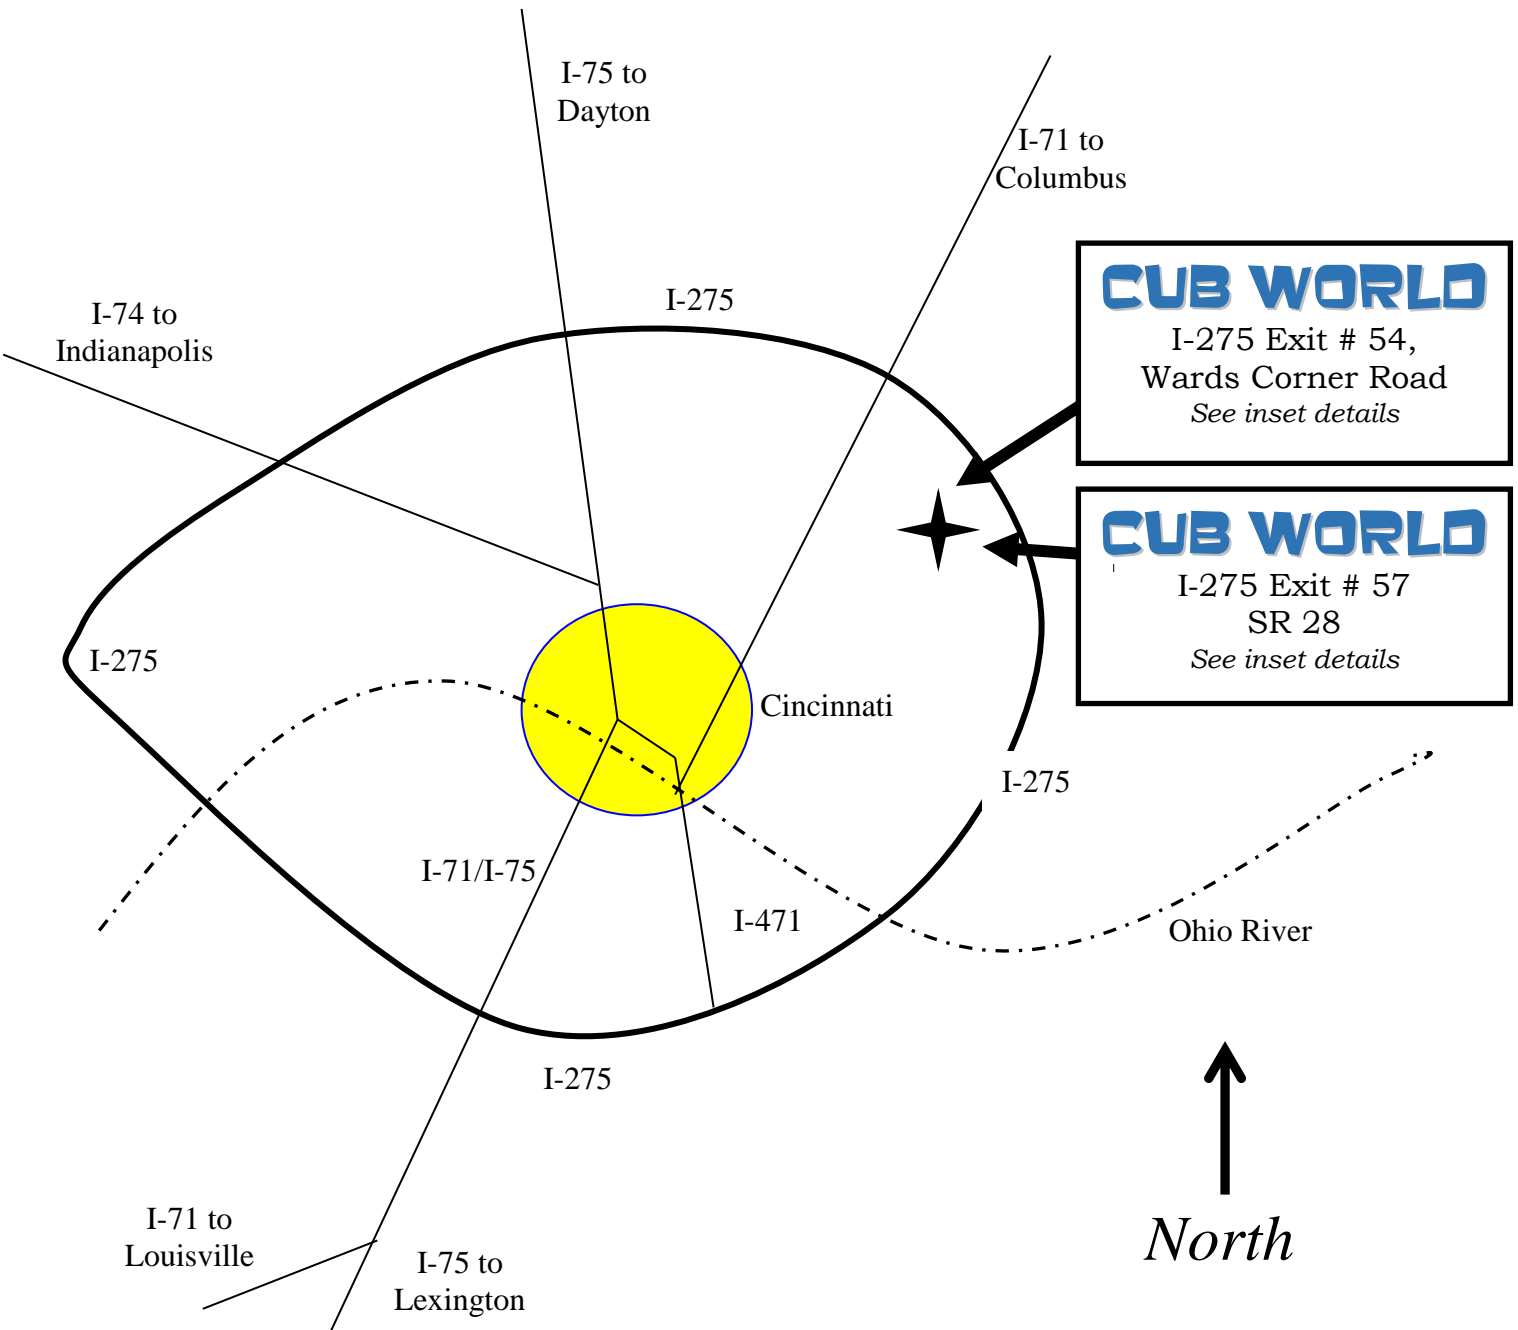 I-75 to
Dayton
I-71 to
Columbus
CUB WORLD
I-275 Exit # 54,
Wards Corner Road
See inset details
I-275
I-74 to
Indianapolis
CUB WORLD
I-275 Exit # 57
SR 28
See inset details
I-275
Cincinnati
I-275
I-71/I-75
I-471
Ohio River
I-275
I-71 to
Louisville
I-75 to
Lexington
North